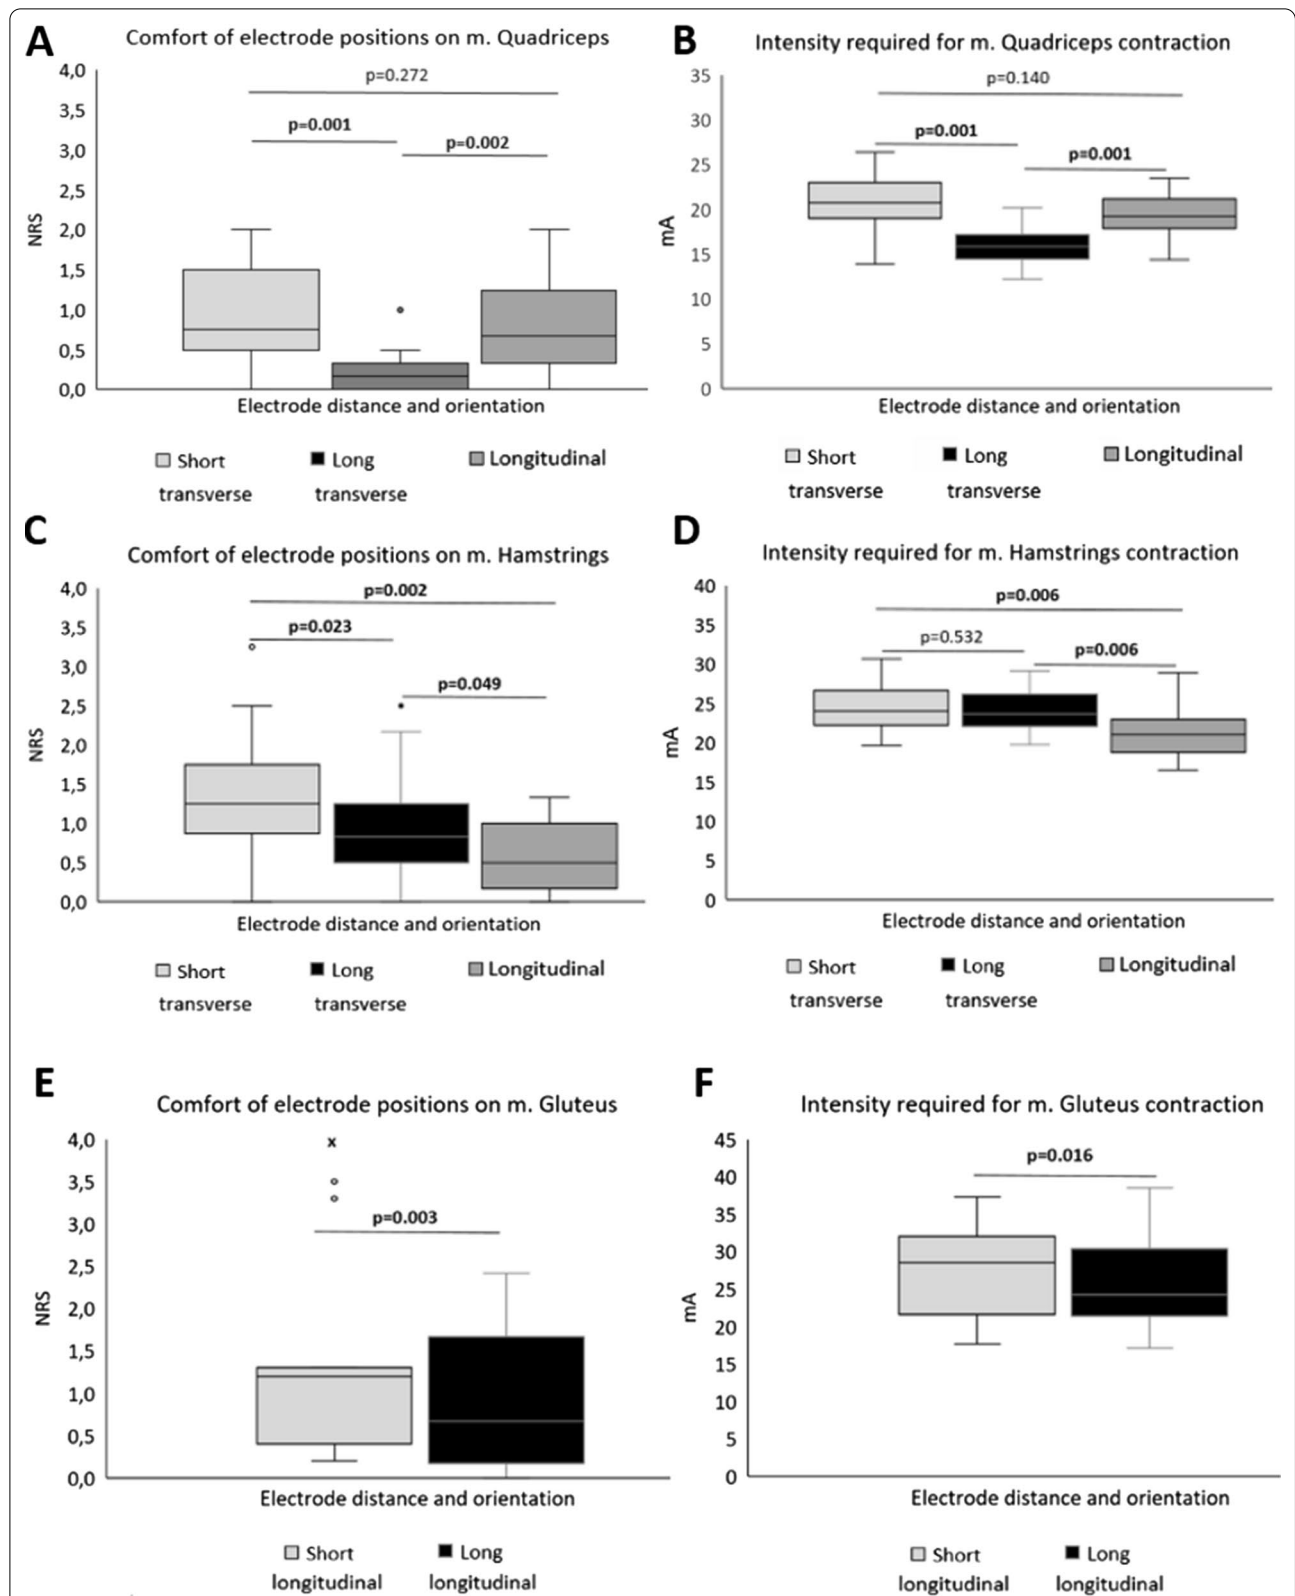 A
Comfort of electrode positions on m. Quadriceps
4,0
3,5
3,0
2,5
2,0
1,5
1,0
0,5
0,0
NRS
p=0.272
p=0.001
p=0.002
Electrode distance and orientation
Short transverse
Long transverse
Longitudinal
B
Intensity required for m. Quadriceps contraction
35
30
25
20
15
10
5
0
mA
p=0.140
p=0.001
p=0.001
Electrode distance and orientation
Short transverse
Long transverse
Longitudinal
C
Comfort of electrode positions on m. Hamstrings
4,0
3,5
3,0
2,5
2,0
1,5
1,0
0,5
0,0
NRS
p=0.002
p=0.023
p=0.049
Electrode distance and orientation
Short transverse
Long transverse
Longitudinal
D
Intensity required for m. Hamstrings contraction
40
35
30
25
20
15
10
5
0
mA
p=0.006
p=0.532
p=0.006
Electrode distance and orientation
Short transverse
Long transverse
Longitudinal
E
Comfort of electrode positions on m. Gluteus
4,0
3,5
3,0
2,5
2,0
1,5
1,0
0,5
0,0
NRS
x
p=0.003
Electrode distance and orientation
Short longitudinal
Long longitudinal
F
Intensity required for m. Gluteus contraction
45
40
35
30
25
20
15
10
5
0
mA
p=0.016
Electrode distance and orientation
Short longitudinal
Long longitudinal